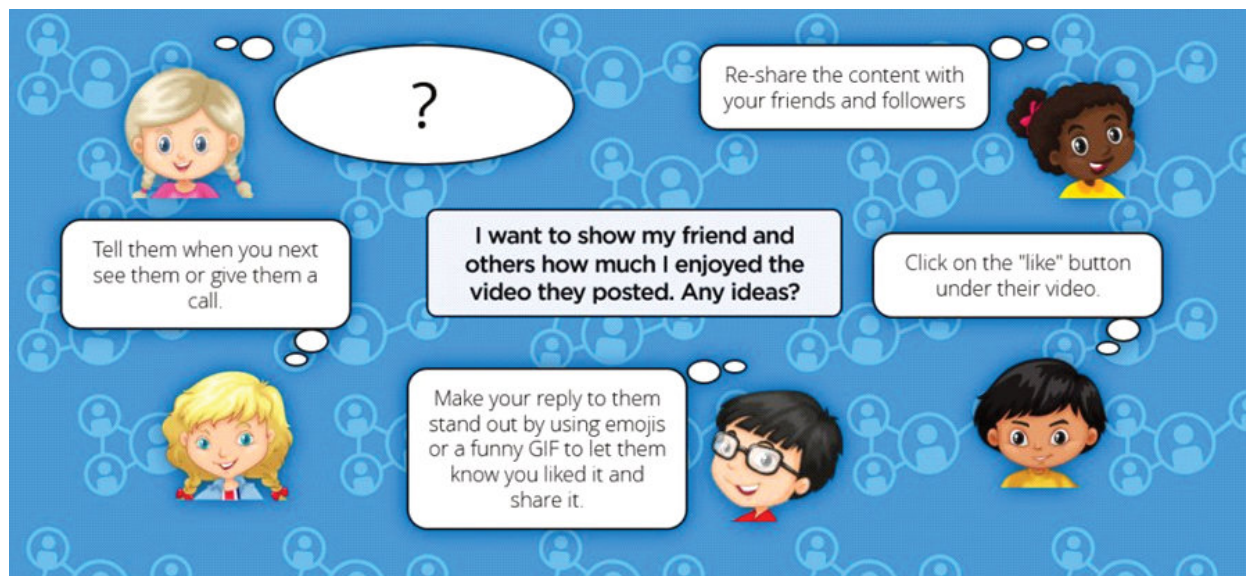 ?
Re-share the content with
your friends and followers
Tell them when you next
see them or give them a
call.
I want to show my friend and
others how much I enjoyed the
video they posted. Any ideas?
Click on the "like" button
under their video.
Make your reply to them
stand out by using emojis
or a funny GIF to let them
know you liked it and
share it.